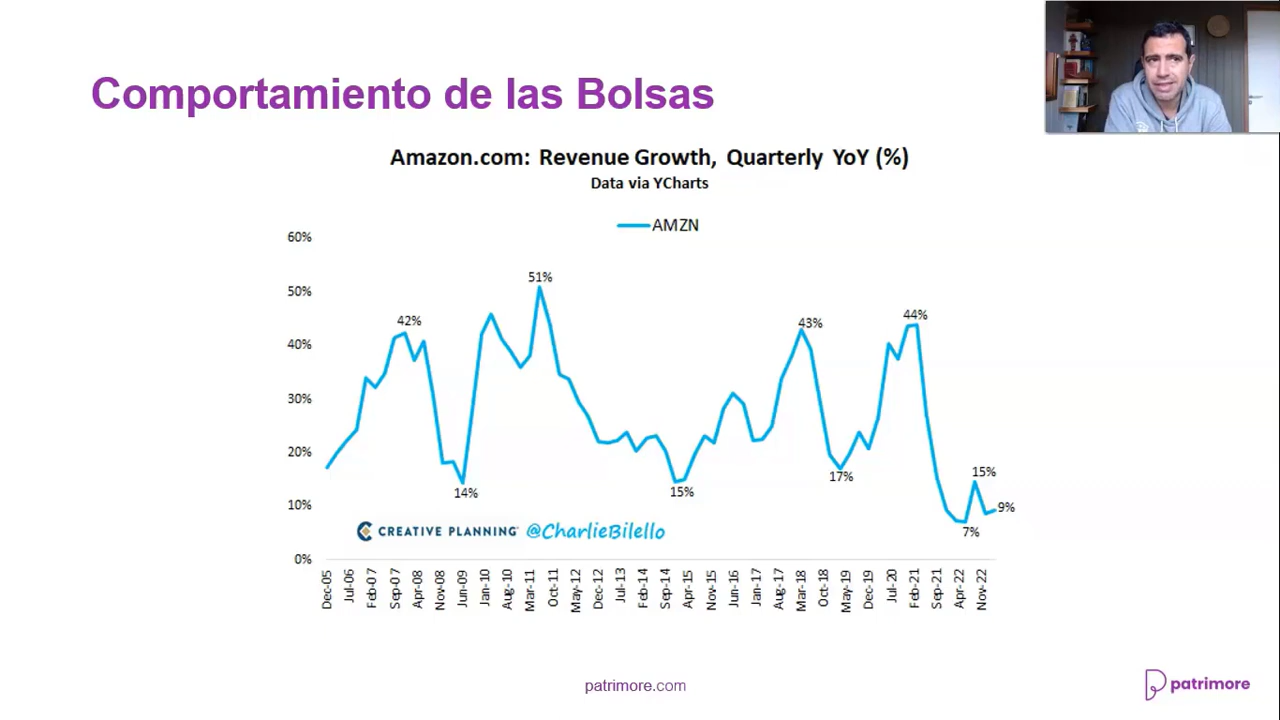 Comportamiento de las Bolsas
Amazon.com: Revenue Growth, Quarterly YoY (%)
Data via YCharts
AMZN
60%
50%
40%
30%
20%
10%
0%
42%
14%
51%
15%
43%
17%
44%
7%
15%
9%
CREATIVE PLANNING @CharlieBilello
Dec-05
Jul-06
Feb-07
Sep-07
Apr-08
Nov-08
Jun-09
Jan-10
Aug-10
Mar-11
Oct-11
May-12
Dec-12
Jul-13
Feb-14
Sep-14
Apr-15
Nov-15
Jun-16
Jan-17
Aug-17
Mar-18
Oct-18
May-19
Dec-19
Jul-20
Feb-21
Sep-21
Apr-22
Nov-22
patrimore.com
patrimore